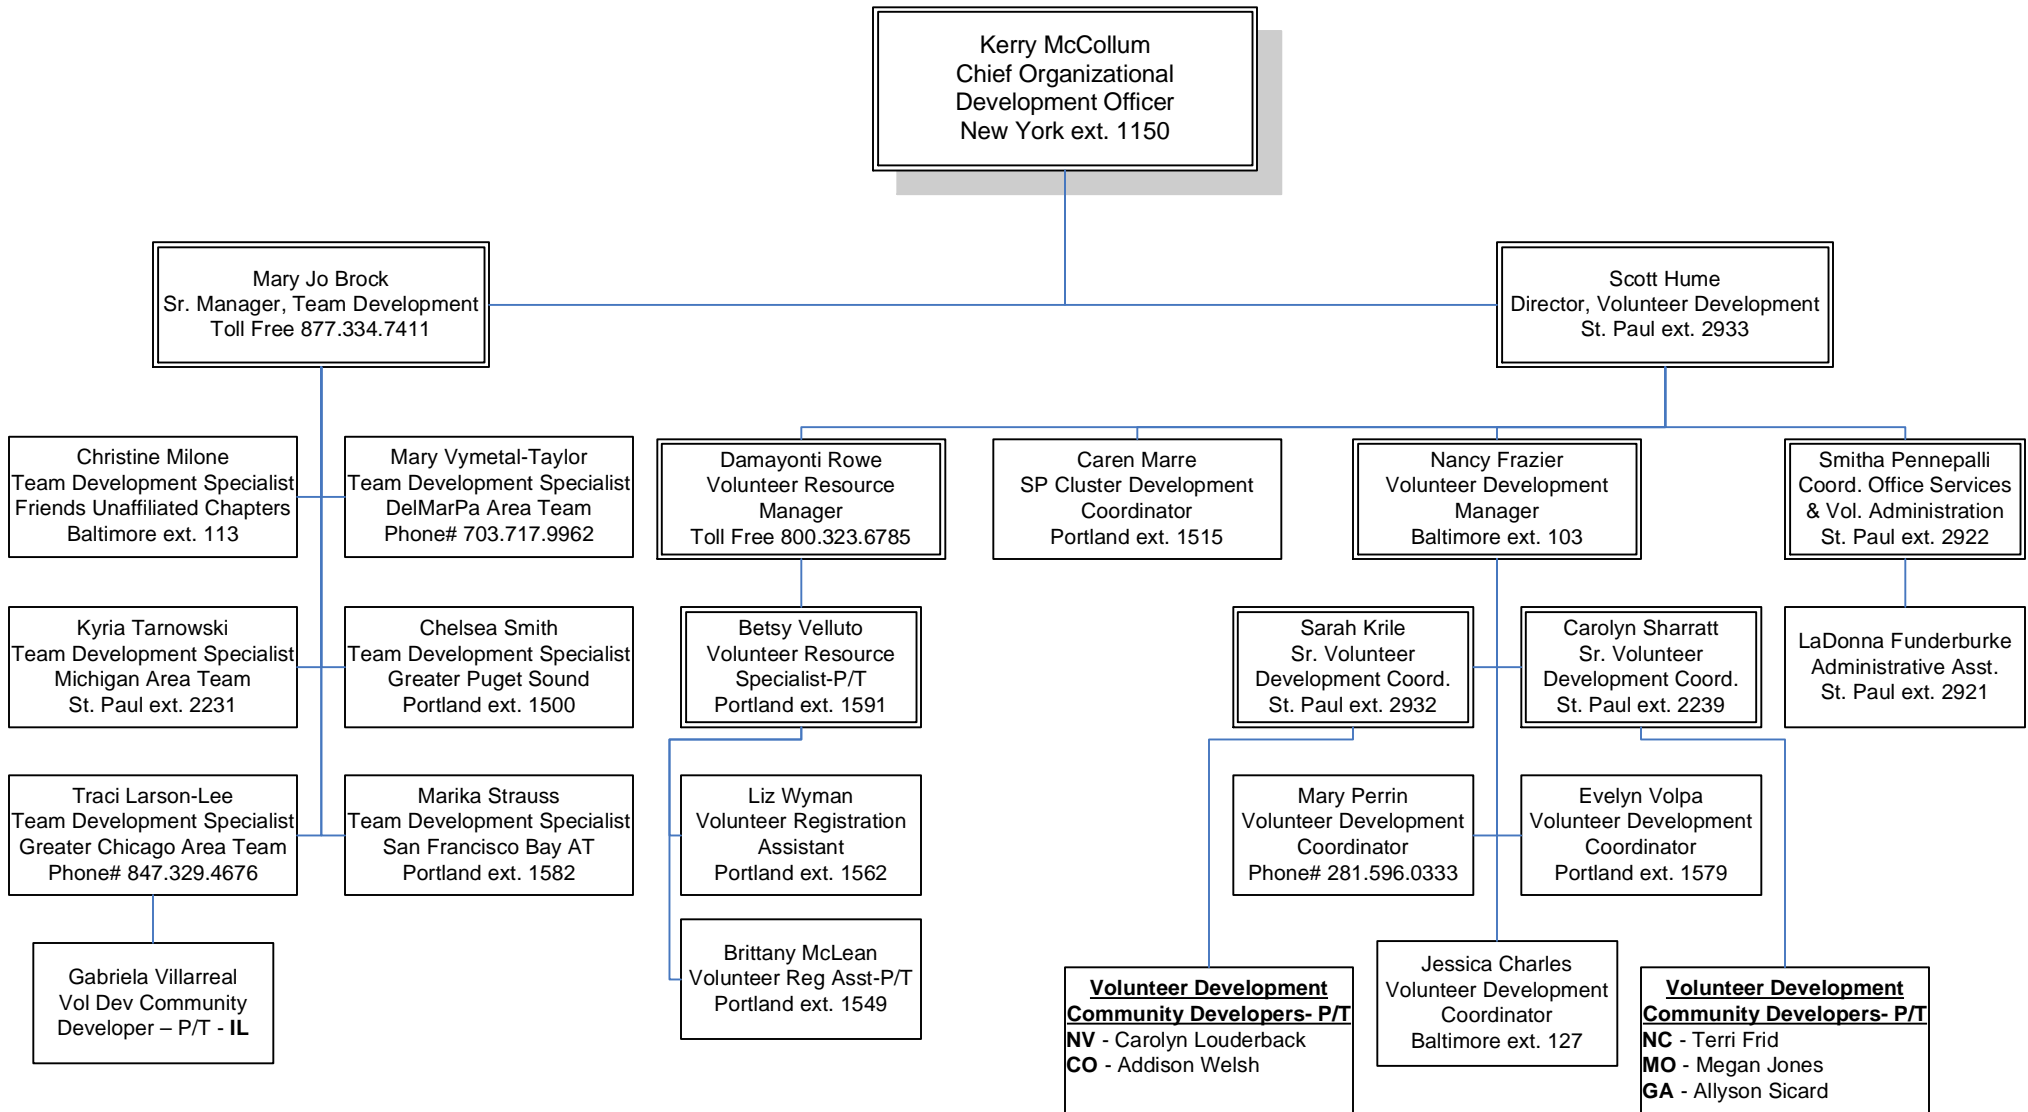 Kerry McCollum
Chief Organizational
Development Officer
New York ext. 1150
Mary Jo Brock
Sr. Manager, Team Development
Toll Free 877.334.7411
Scott Hume
Director, Volunteer Development
St. Paul ext. 2933
Christine Milone
Team Development Specialist
Friends Unaffiliated Chapters
Baltimore ext. 113
Mary Vymetal-Taylor
Team Development Specialist
DelMarPa Area Team
Phone# 703.717.9962
Damayonti Rowe
Volunteer Resource
Manager
Toll Free 800.323.6785
Caren Marre
SP Cluster Development
Coordinator
Portland ext. 1515
Nancy Frazier
Volunteer Development
Manager
Baltimore ext. 103
Smitha Pennepalli
Coord. Office Services
& Vol. Administration
St. Paul ext. 2922
Kyria Tarnowski
Team Development Specialist
Michigan Area Team
St. Paul ext. 2231
Chelsea Smith
Team Development Specialist
Greater Puget Sound
Portland ext. 1500
Betsy Velluto
Volunteer Resource
Specialist-P/T
Portland ext. 1591
Sarah Krile
Sr. Volunteer
Development Coord.
St. Paul ext. 2932
Carolyn Sharratt
Sr. Volunteer
Development Coord.
St. Paul ext. 2239
LaDonna Funderburke
Administrative Asst.
St. Paul ext. 2921
Traci Larson-Lee
Team Development Specialist
Greater Chicago Area Team
Phone# 847.329.4676
Marika Strauss
Team Development Specialist
San Francisco Bay AT
Portland ext. 1582
Liz Wyman
Volunteer Registration
Assistant
Portland ext. 1562
Mary Perrin
Volunteer Development
Coordinator
Phone# 281.596.0333
Evelyn Volpa
Volunteer Development
Coordinator
Portland ext. 1579
Gabriela Villarreal
Vol Dev Community
Developer – P/T - IL
Brittany McLean
Volunteer Reg Asst-P/T
Portland ext. 1549
Volunteer Development
Community Developers- P/T
NV - Carolyn Louderback
CO - Addison Welsh
Jessica Charles
Volunteer Development
Coordinator
Baltimore ext. 127
Volunteer Development
Community Developers- P/T
NC - Terri Frid
MO - Megan Jones
GA - Allyson Sicard